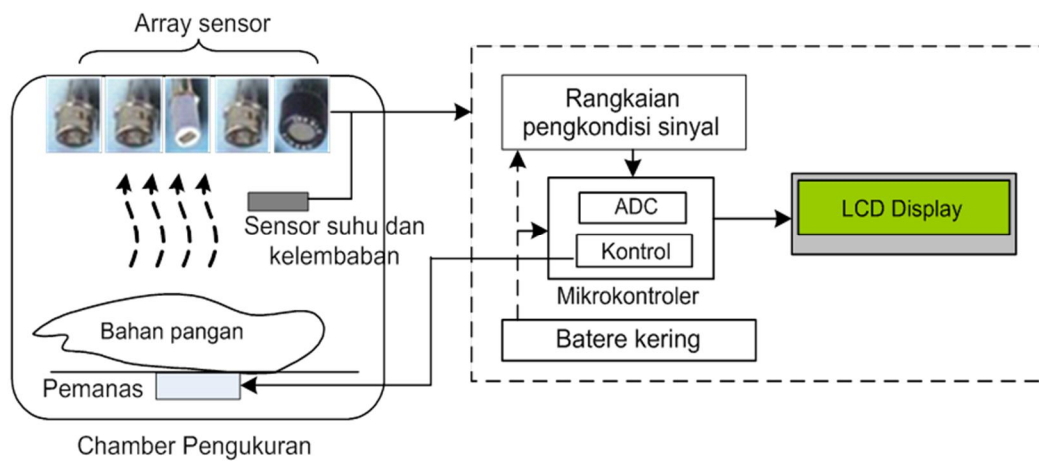 Array sensor
Sensor suhu dan
kelembaban
Bahan pangan
Pemanas
Chamber Pengukuran
Rangkaian
pengkondisi sinyal
ADC
Kontrol
Mikrokontroler
Batere kering
LCD Display